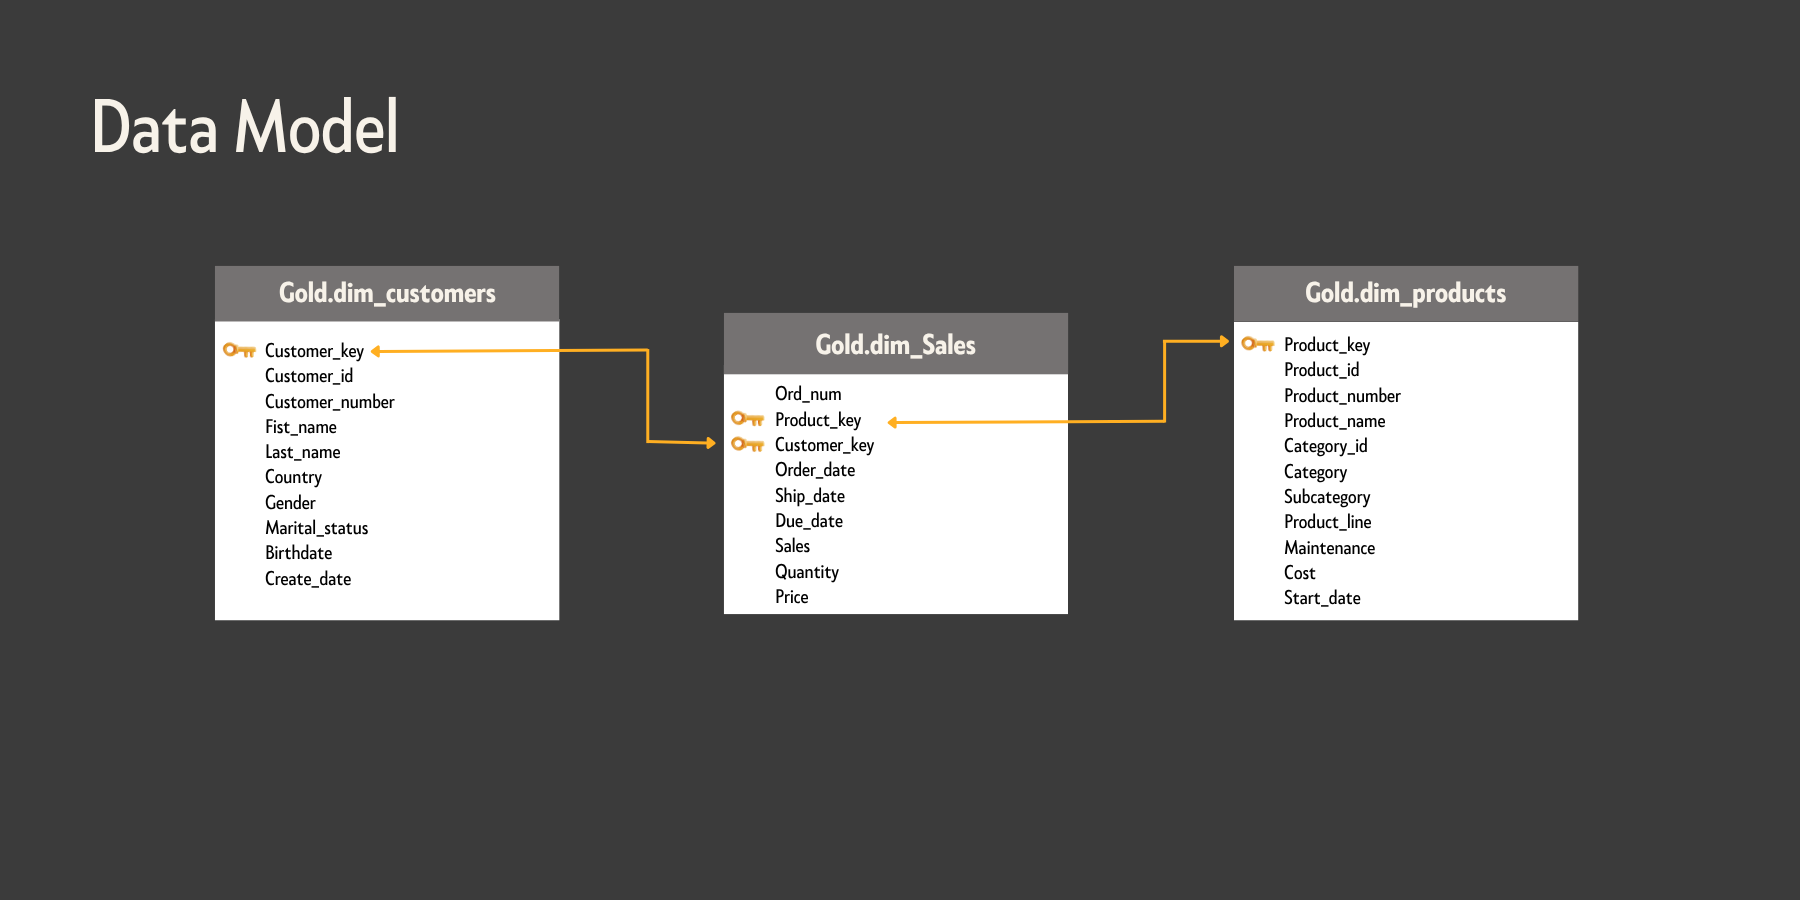 Data Model
Gold.dim_customers
Customer_key
Customer_id
Customer_number
Fist_name
Last_name
Country
Gender
Marital_status
Birthdate
Create_date
Gold.dim_Sales
Ord_num
Product_key
Customer_key
Order_date
Ship_date
Due_date
Sales
Quantity
Price
Gold.dim_products
Product_key
Product_id
Product_number
Product_name
Category_id
Category
Subcategory
Product_line
Maintenance
Cost
Start_date